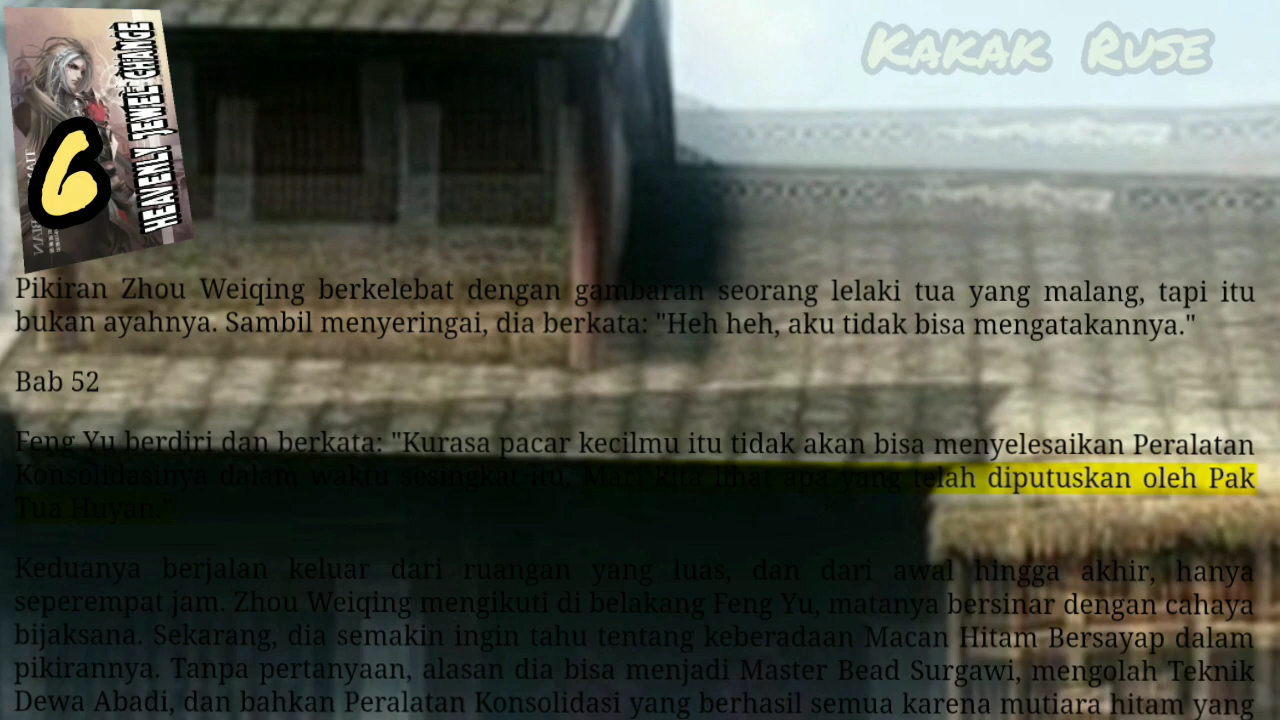 Kakak Ruse
HEAVENLY JEWEL CHANGE
6
Pikiran Zhou Weiqing berkelebat dengan gambaran seorang lelaki tua yang malang, tapi itu
bukan ayahnya. Sambil menyeringai, dia berkata: "Heh heh, aku tidak bisa mengatakannya."
Bab 52
Feng Yu berdiri dan berkata: "Kurasa pacar kecilmu itu tidak akan bisa menyelesaikan Peralatan
Konsolidasinya dalam waktu sesingkat itu. Mari kita lihat apa yang telah diputuskan oleh Pak
Tua Huyan."
Keduanya berjalan keluar dari ruangan yang luas, dan dari awal hingga akhir, hanya
seperempat jam. Zhou Weiqing mengikuti di belakang Feng Yu, matanya bersinar dengan cahaya
bijaksana. Sekarang, dia semakin ingin tahu tentang keberadaan Macan Hitam Bersayap dalam
pikirannya. Tanpa pertanyaan, alasan dia bisa menjadi Master Bead Surgawi, mengolah Teknik
Dewa Abadi, dan bahkan Peralatan Konsolidasi yang berhasil semua karena mutiara hitam yang